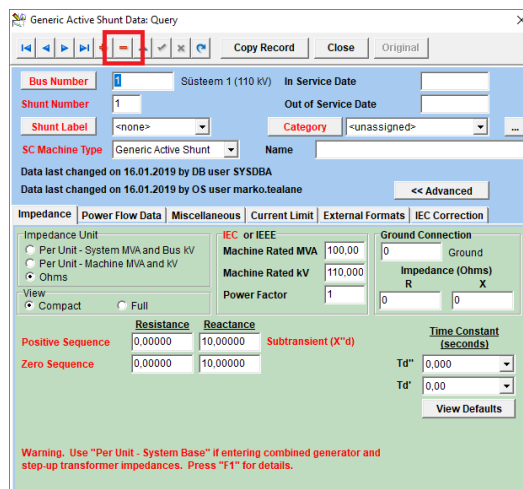 Generic Active Shunt Data: Query
Copy Record Close Original
Bus Number 1 Süsteem 1 (110 kV) In Service Date
Shunt Number 1 Out of Service Date
Shunt Label <none> Category <unassigned> ...
SC Machine Type Generic Active Shunt Name
Data last changed on 16.01.2019 by DB user SYSDBA
Data last changed on 16.01.2019 by OS user marko.tealane << Advanced
Impedance Power Flow Data Miscellaneous Current Limit External Formats IEC Correction
Impedance Unit IEC or IEEE Ground Connection
Per Unit - System MVA and Bus kV Machine Rated MVA 100,00 0 Ground
Per Unit - Machine MVA and kV
Ohms Machine Rated kV 110,000 Impedance (Ohms)
View Power Factor 1 R X
Compact Full 0 0
Resistance Reactance Time Constant
(seconds)
Positive Sequence 0,00000 10,00000 Subtransient (X"d)
Zero Sequence 0,00000 10,00000 Td" 0,000
Td' 0,00
View Defaults
Warning. Use "Per Unit - System Base" if entering combined generator and
step-up transformer impedances. Press "F1" for details.